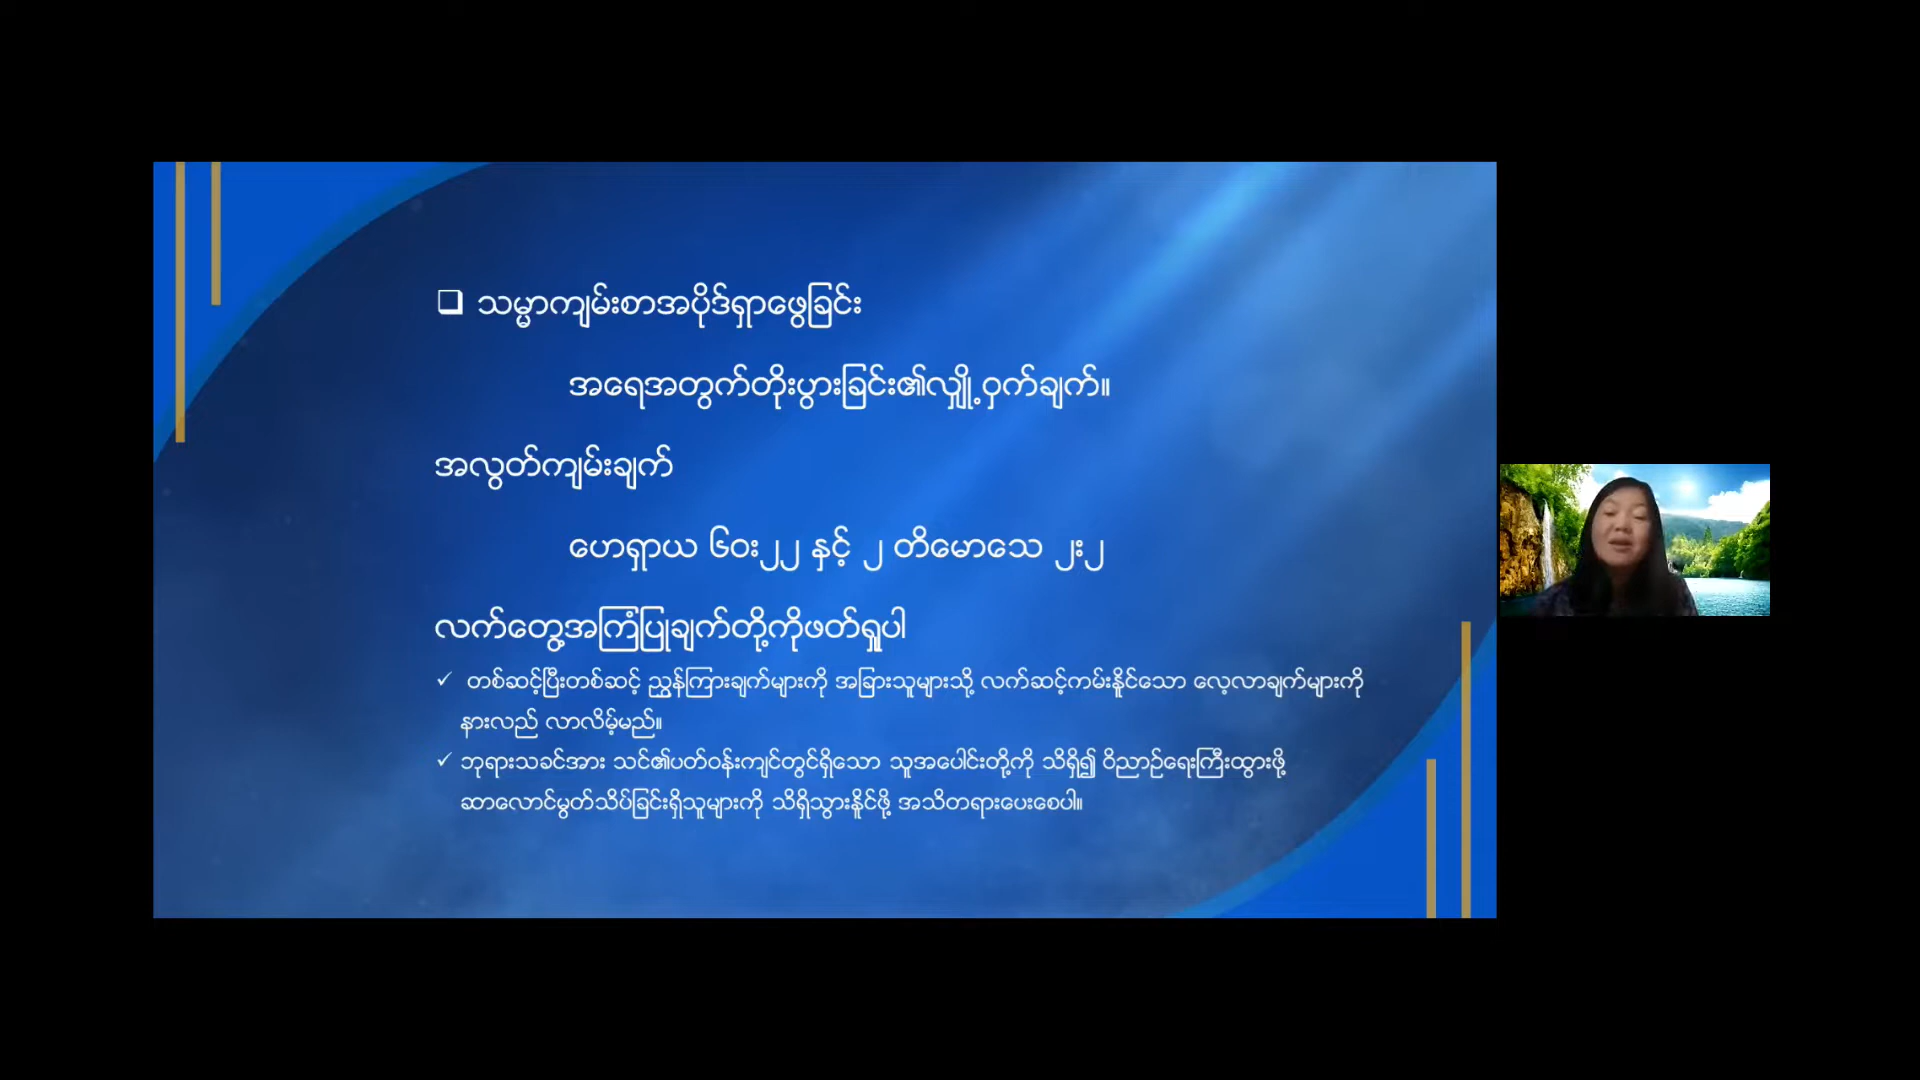 ❑ သမ္မာကျမ်းစာအပိုဒ်ရှာဖွေခြင်း
အရေအတွက်တိုးပွားခြင်း၏လျှို့ဝှက်ချက်။
အလွတ်ကျမ်းချက်
ဟေရှာယ ၆၀း၂၂ နှင့် ၂ တိမောသေ ၂း၂
လက်တွေ့အကြံပြုချက်တို့ကိုဖတ်ရှုပါ
✓ တစ်ဆင့်ပြီးတစ်ဆင့် ညွှန်ကြားချက်များကို အခြားသူများသို့ လက်ဆင့်ကမ်းနိုင်သော လေ့လာချက်များကို
နားလည် လာလိမ့်မည်။
✓ ဘုရားသခင်အား သင်၏ပတ်ဝန်းကျင်တွင်ရှိသော သူအပေါင်းတို့ကို သိရှိ၍ ဝိညာဉ်ရေးကြီးထွားဖို့
ဆာလောင်မွတ်သိပ်ခြင်းရှိသူများကို သိရှိသွားနိုင်ဖို့ အသိတရားပေးစေပါ။